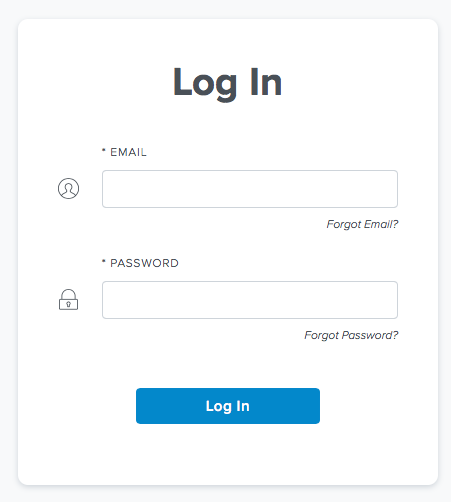 Log In
* EMAIL
Forgot Email?
* PASSWORD
Forgot Password?
Log In